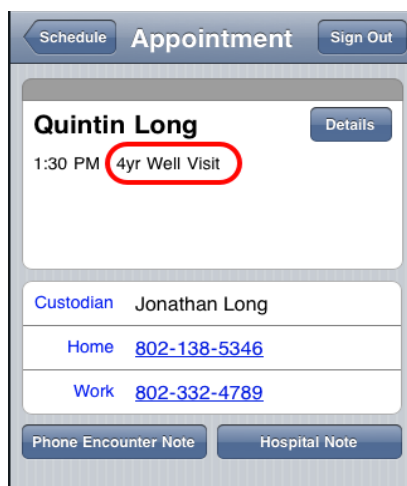 Schedule Appointment Sign Out
Quintin Long Details
1:30 PM 4yr Well Visit
Custodian Jonathan Long
Home 802-138-5346
Work 802-332-4789
Phone Encounter Note Hospital Note